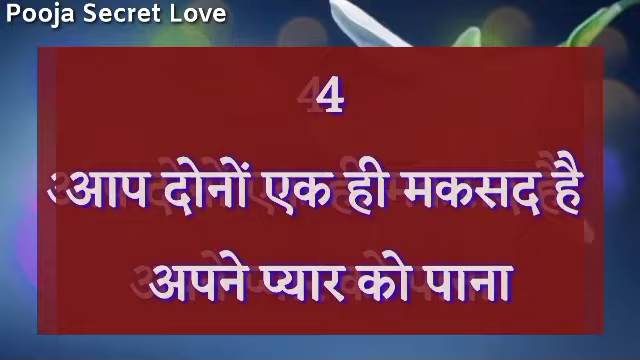 Pooja Secret Love
4
आप दोनों एक ही मकसद है
अपने प्यार को पाना